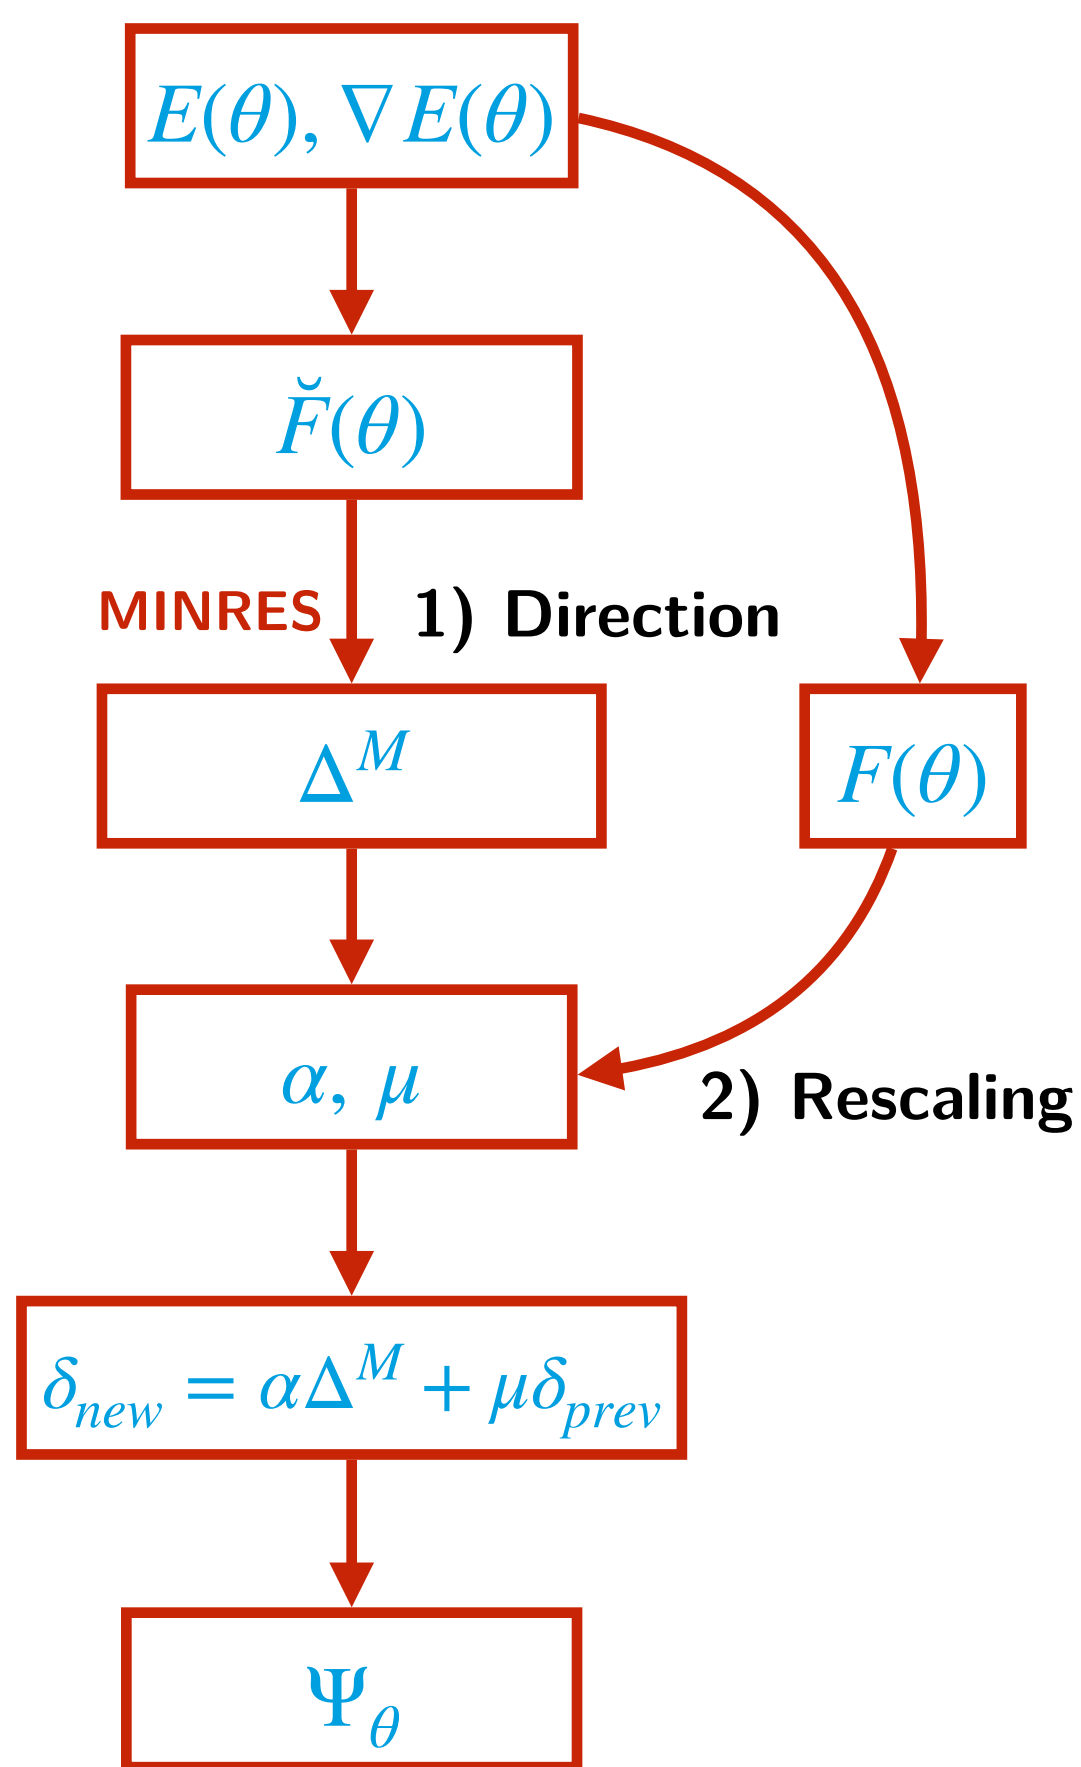 E(θ), ∇E(θ)
F̆(θ)
MINRES
1) Direction
Δ^M
F(θ)
α, μ
2) Rescaling
δ_new = αΔ^M + μδ_prev
Ψ_θ